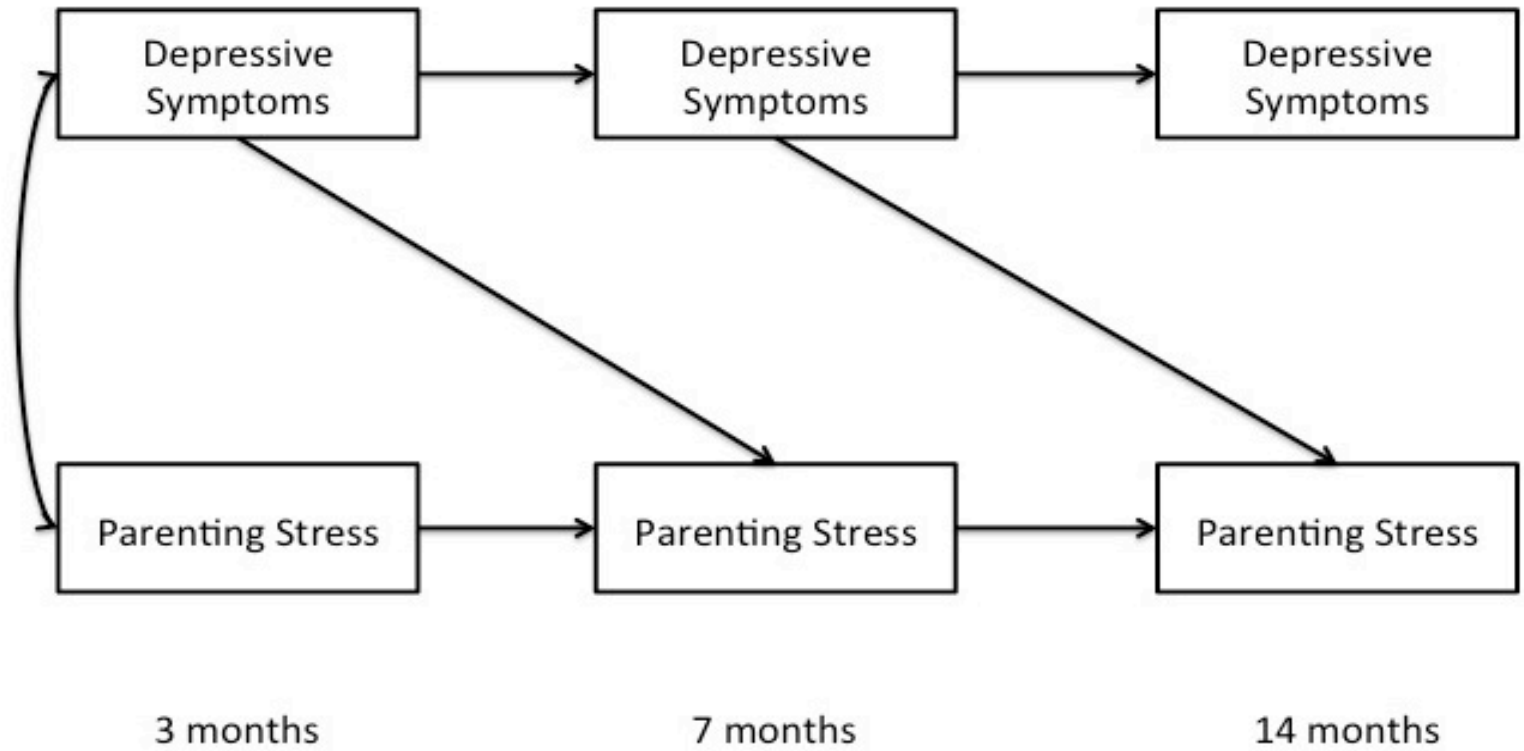 Depressive
Symptoms
Depressive
Symptoms
Depressive
Symptoms
Parenting Stress
Parenting Stress
Parenting Stress
3 months
7 months
14 months